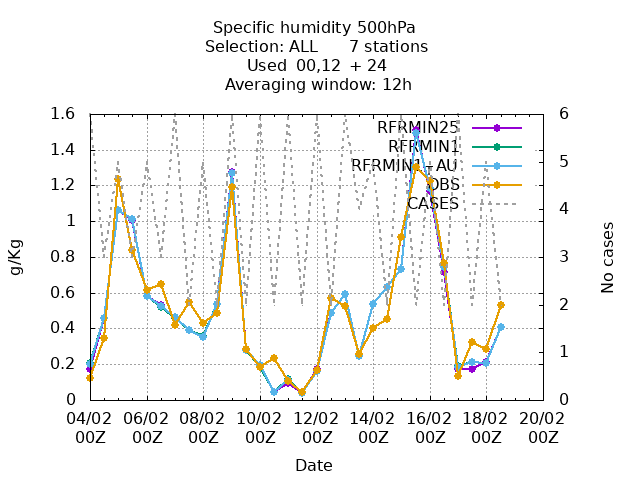 Specific humidity 500hPa
Selection: ALL 7 stations
Used 00,12 + 24
Averaging window: 12h
RFRMIN25
RFRMIN1
RFRMIN1+AU
OBS
CASES
g/Kg
1.6
1.4
1.2
1
0.8
0.6
0.4
0.2
0
6
5
4
3
2
1
0
No cases
04/02 06/02 08/02 10/02 12/02 14/02 16/02 18/02 20/02
00Z 00Z 00Z 00Z 00Z 00Z 00Z 00Z 00Z
Date